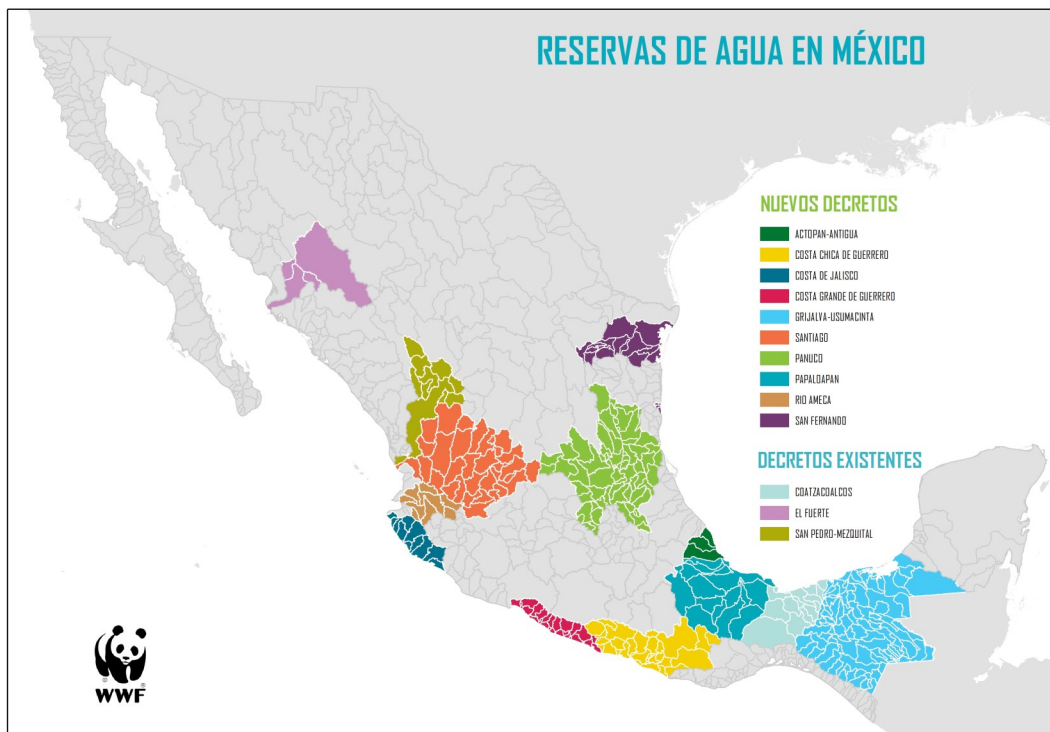 RESERVAS DE AGUA EN MÉXICO
NUEVOS DECRETOS
ACTOPAN-ANTIGUA
COSTA CHICA DE GUERRERO
COSTA DE JALISCO
COSTA GRANDE DE GUERRERO
GRIJALVA-USUMACINTA
SANTIAGO
PANUCO
PAPALOAPAN
RIO AMECA
SAN FERNANDO
DECRETOS EXISTENTES
COATZACOALCOS
EL FUERTE
SAN PEDRO-MEZQUITAL
WWF